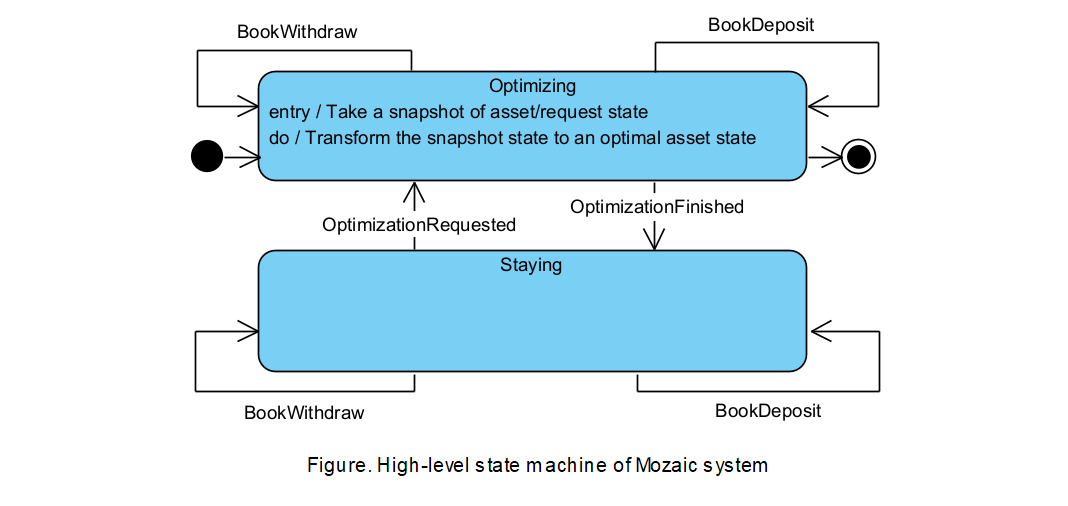 BookWithdraw
BookDeposit
Optimizing
entry / Take a snapshot of asset/request state
do / Transform the snapshot state to an optimal asset state
OptimizationRequested
OptimizationFinished
Staying
BookWithdraw
BookDeposit
Figure. High-level state machine of Mozaic system